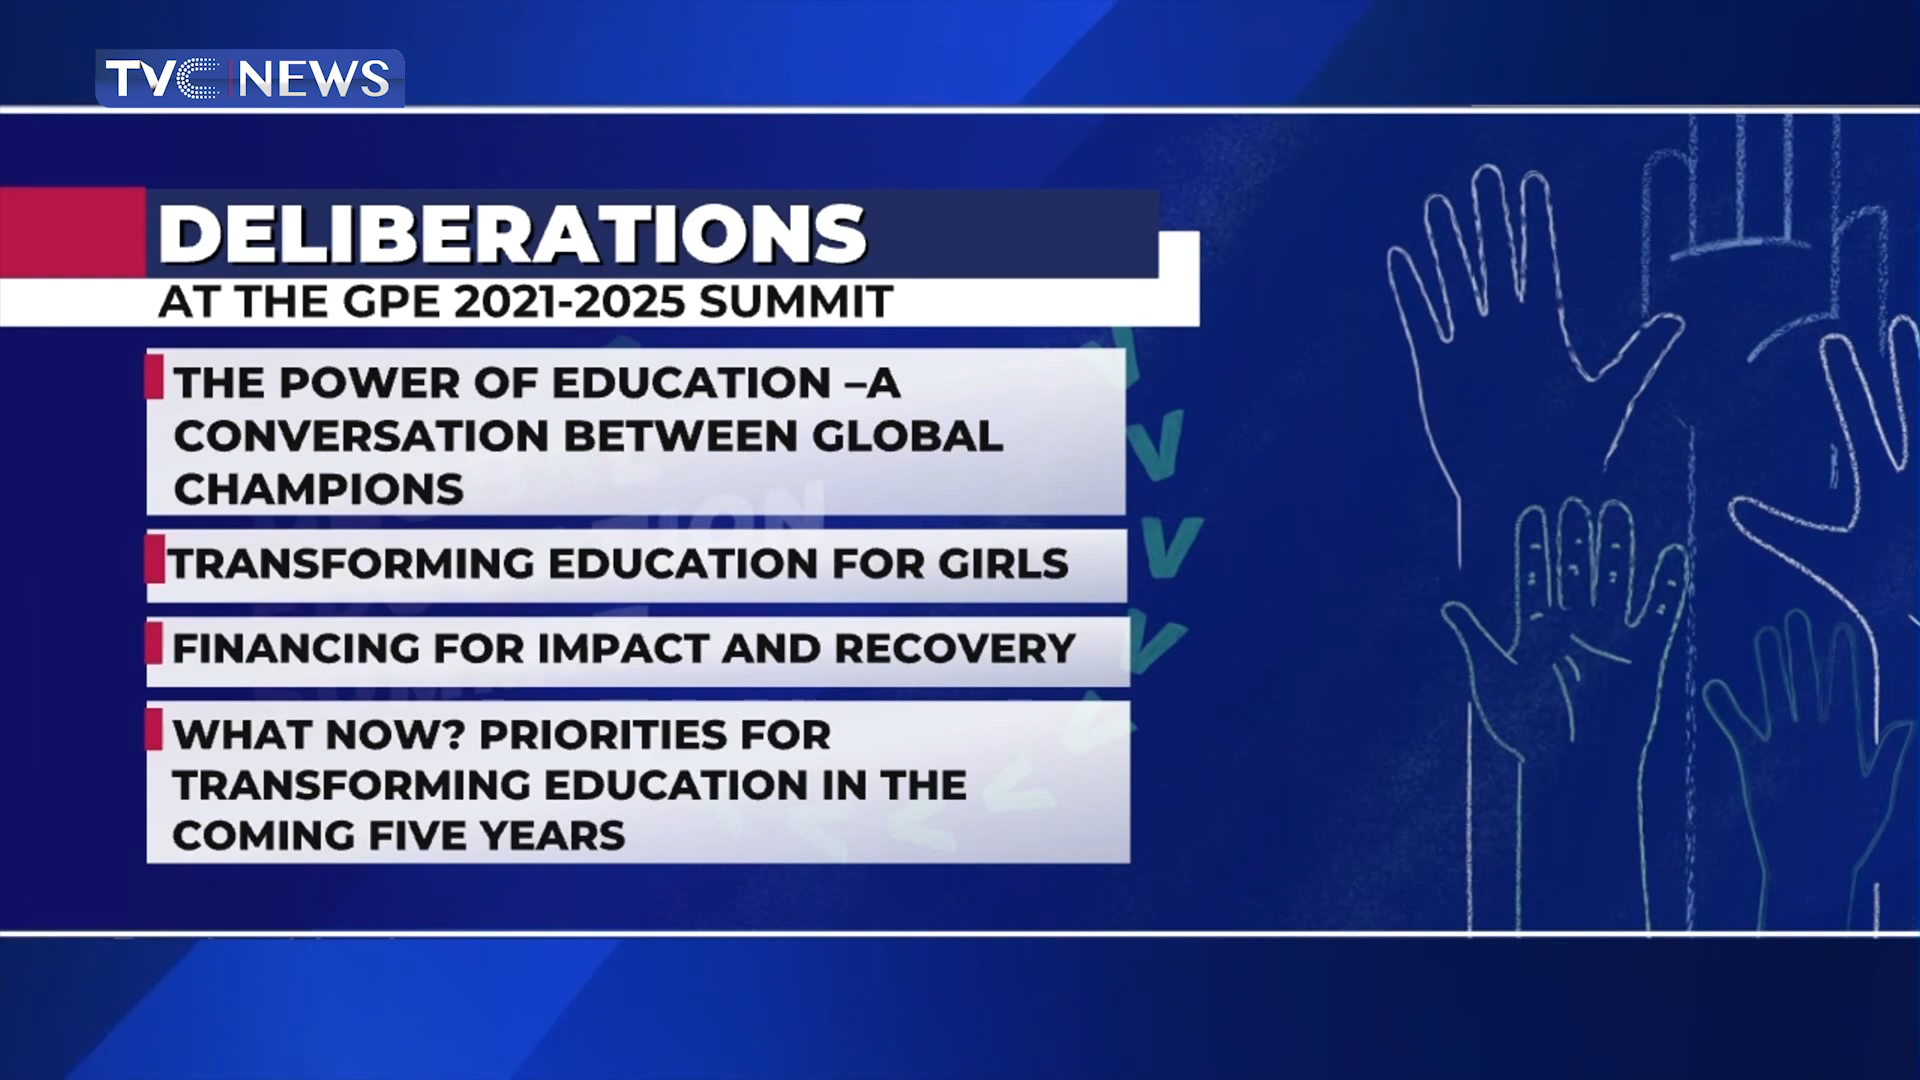 TVC NEWS
DELIBERATIONS
AT THE GPE 2021-2025 SUMMIT
THE POWER OF EDUCATION –A
CONVERSATION BETWEEN GLOBAL
CHAMPIONS
TRANSFORMING EDUCATION FOR GIRLS
FINANCING FOR IMPACT AND RECOVERY
WHAT NOW? PRIORITIES FOR
TRANSFORMING EDUCATION IN THE
COMING FIVE YEARS